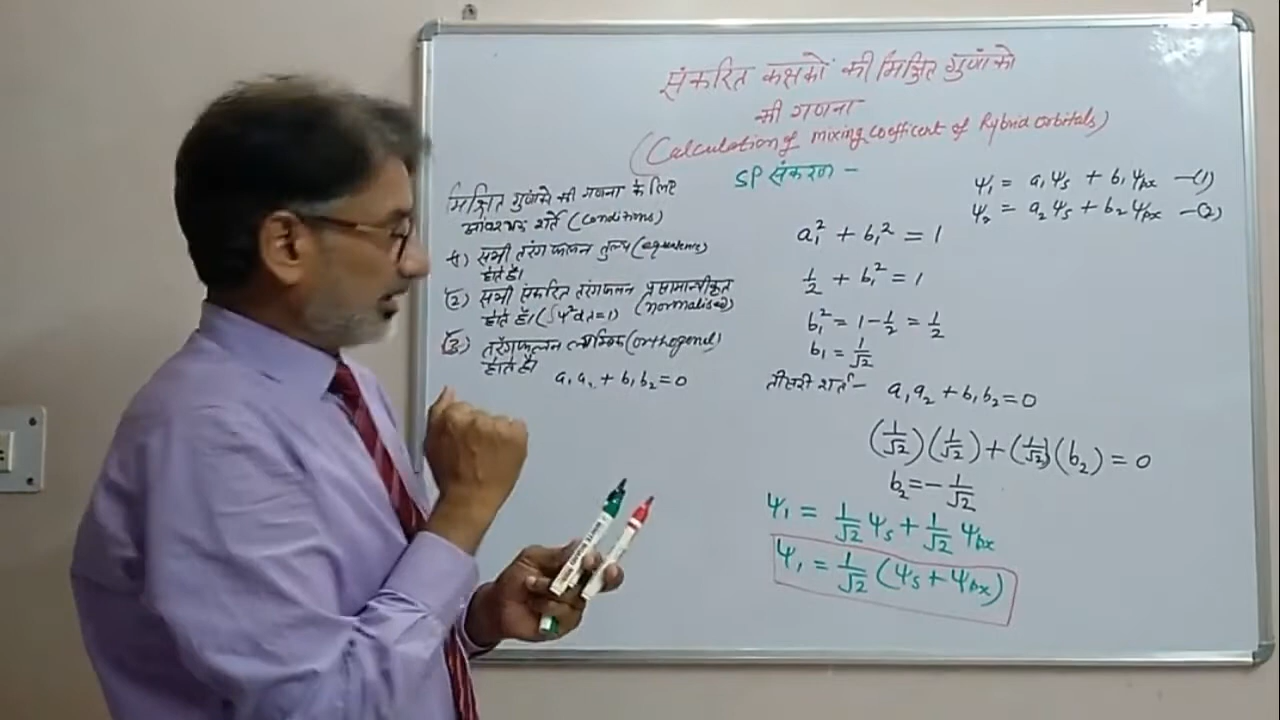 संकरित कक्षकों की मिश्रित गुणांको
की गणना
(Calculation of mixing coefficent of Hybrid orbitals)
मिश्रित गुणांको की गणना के लिए
आवश्यक शर्ते (Conditions)
1) सभी तरंग फलन तुल्य (equivalence)
होते है।
(2) सभी संकरित तरंगफलन प्रसामान्यीकृत
होते है। (∫ψ²dτ=1) (normalised)
(3) तरंगफलन लाम्बिक (orthogonal)
होते है।
a₁a₂ + b₁b₂ = 0
SP संकरण –
ψ₁ = a₁ψs + b₁ψpx –(1)
ψ₂ = a₂ψs + b₂ψpx –(2)
a₁² + b₁² = 1
1/2 + b₁² = 1
b₁² = 1 - 1/2 = 1/2
b₁ = 1/√2
तीसरी शर्त – a₁a₂ + b₁b₂ = 0
(1/√2)(1/√2) + (1/√2)(b₂) = 0
b₂ = - 1/√2
ψ₁ = 1/√2 ψs + 1/√2 ψpx
ψ₁ = 1/√2 (ψs + ψpx)